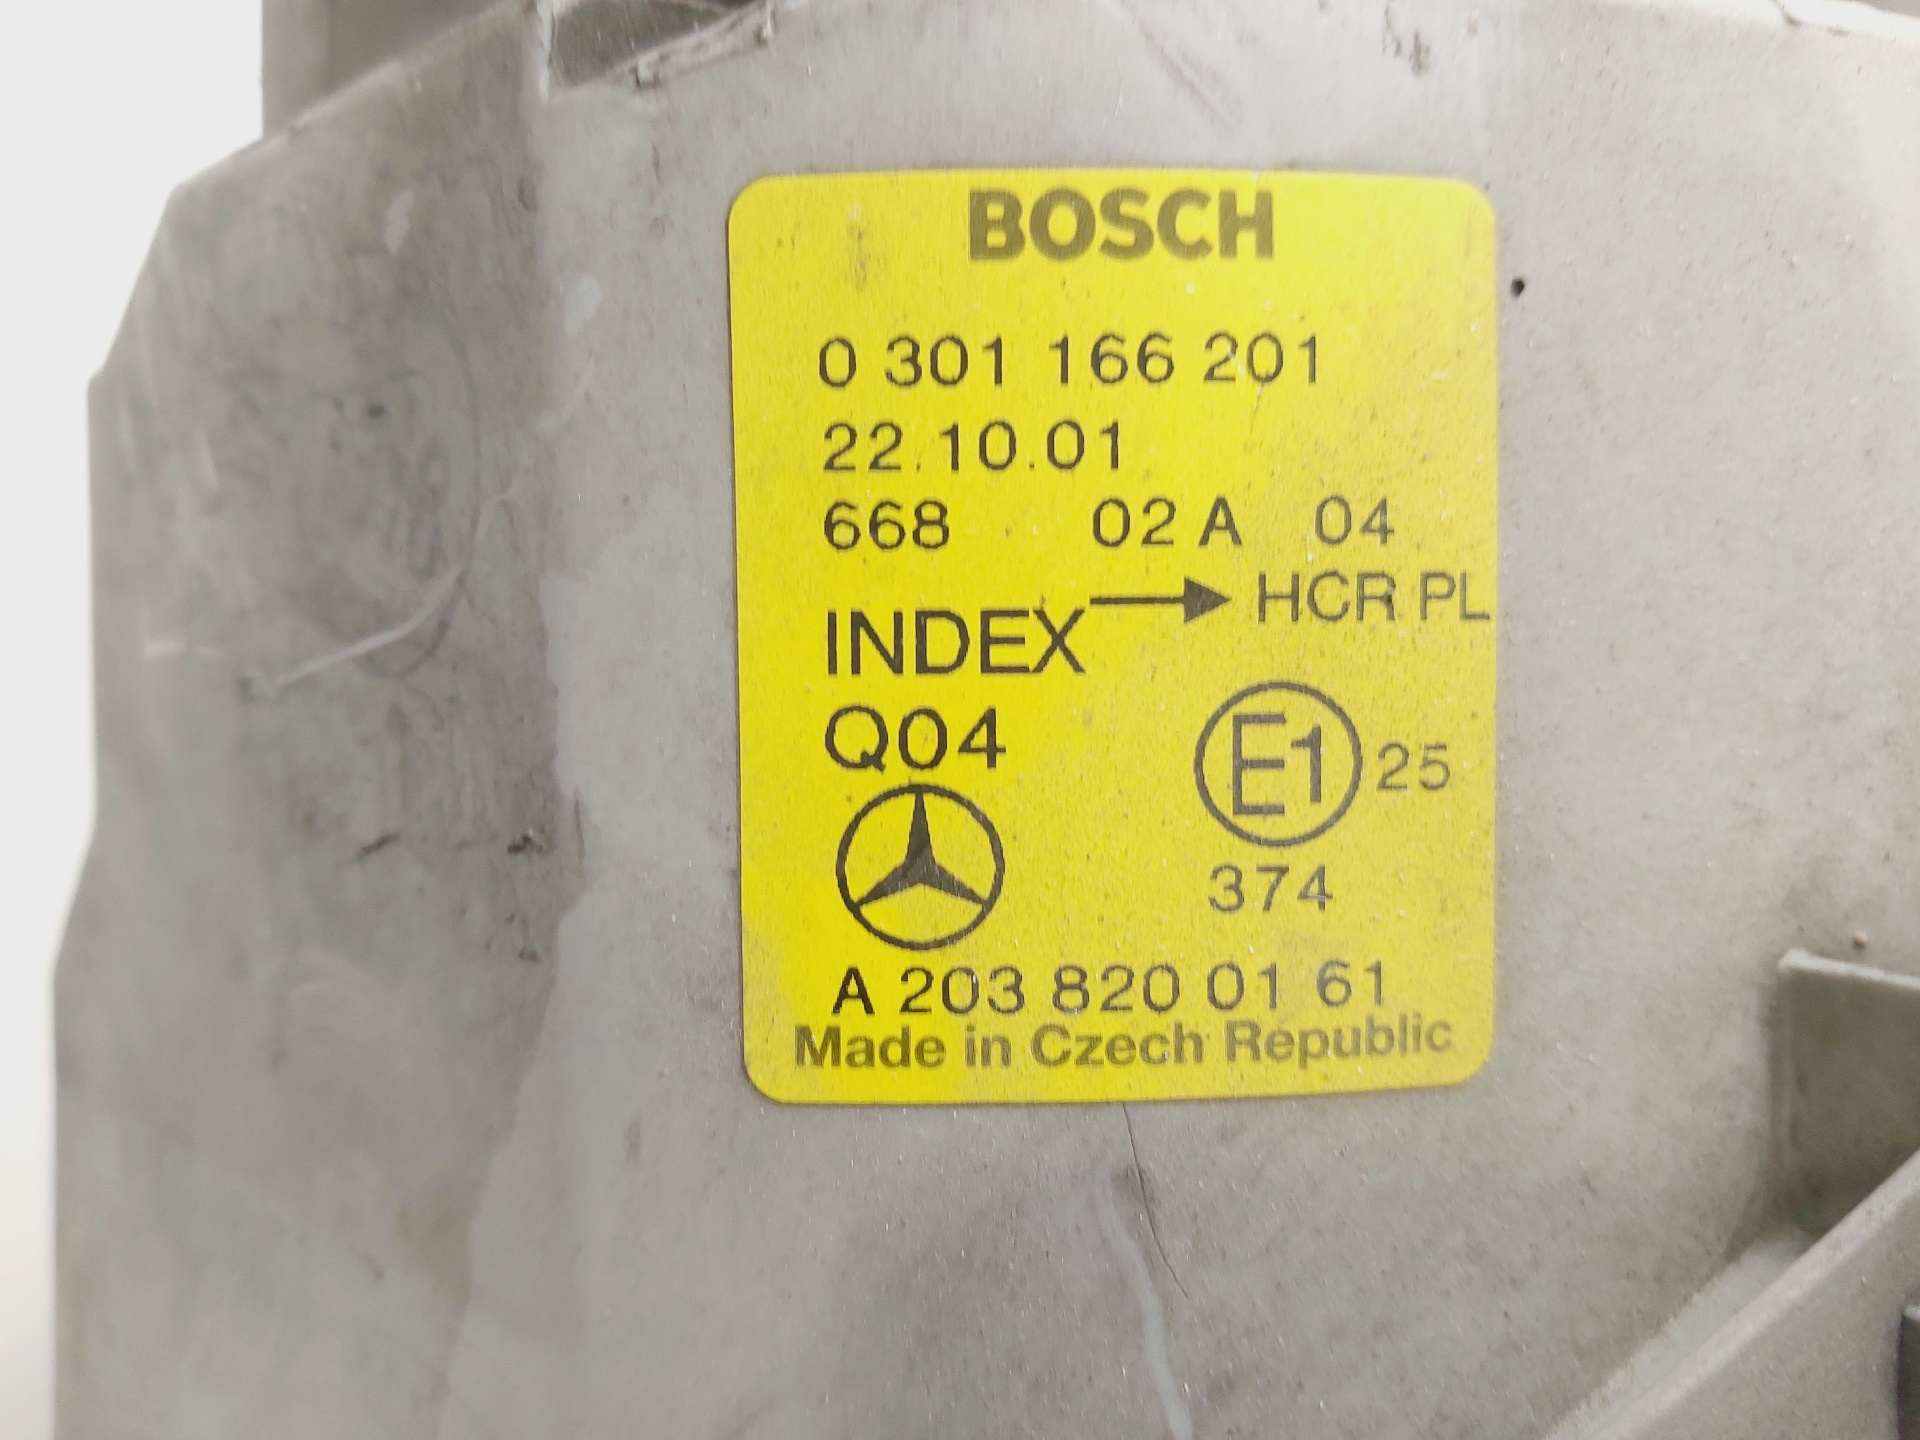 BOSCH
0 301 166 201
22.10.01
668 02 A 04
INDEX → HCR PL
Q04
E1 25
374
A 203 820 01 61
Made in Czech Republic